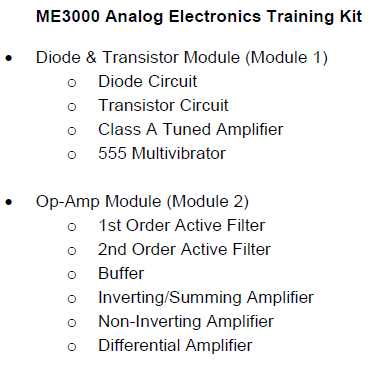 ME3000 Analog Electronics Training Kit
• Diode & Transistor Module (Module 1)
o Diode Circuit
o Transistor Circuit
o Class A Tuned Amplifier
o 555 Multivibrator
• Op-Amp Module (Module 2)
o 1st Order Active Filter
o 2nd Order Active Filter
o Buffer
o Inverting/Summing Amplifier
o Non-Inverting Amplifier
o Differential Amplifier